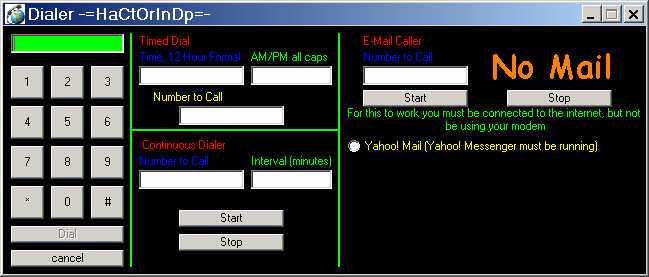 Dialer -=HaCtOrInDp=-
1 2 3
4 5 6
7 8 9
* 0 #
Dial
cancel
Timed Dial
Time, 12 Hour Format AM/PM all caps
Number to Call
Continuous Dialer
Number to Call Interval (minutes)
Start
Stop
E-Mail Caller
Number to Call
No Mail
Start Stop
For this to work you must be connected to the internet, but not
be using your modem
Yahoo! Mail (Yahoo! Messenger must be running)